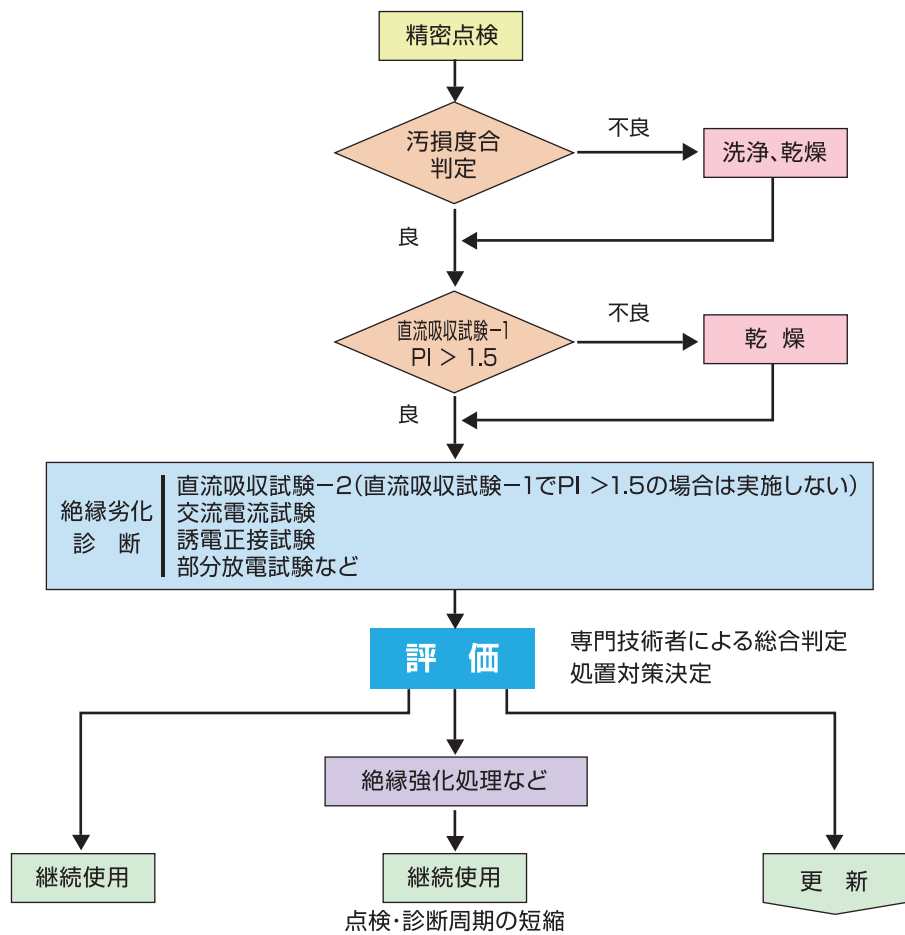 精密点検
汚損度合
判定
不良
洗浄、乾燥
良
直流吸収試験−1
PI > 1.5
不良
乾 燥
良
絶縁劣化
診 断
直流吸収試験−2(直流吸収試験−1でPI >1.5の場合は実施しない)
交流電流試験
誘電正接試験
部分放電試験など
評 価
専門技術者による総合判定
処置対策決定
絶縁強化処理など
継続使用
継続使用
更 新
点検・診断周期の短縮